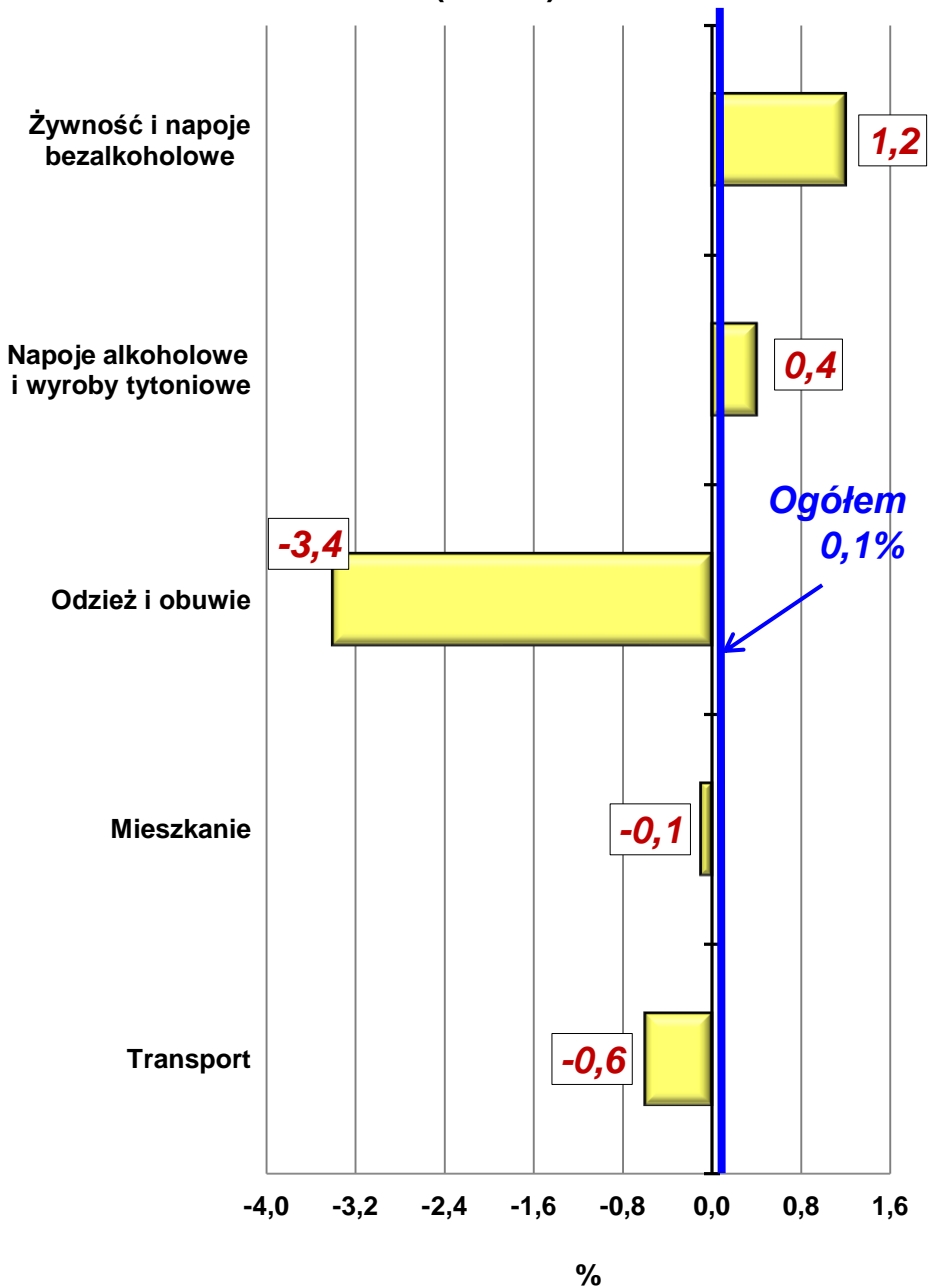 Żywność i napoje
bezalkoholowe
1,2
Napoje alkoholowe
i wyroby tytoniowe
0,4
Ogółem
0,1%
-3,4
Odzież i obuwie
Mieszkanie
-0,1
Transport
-0,6
-4,0 -3,2 -2,4 -1,6 -0,8 0,0 0,8 1,6
%